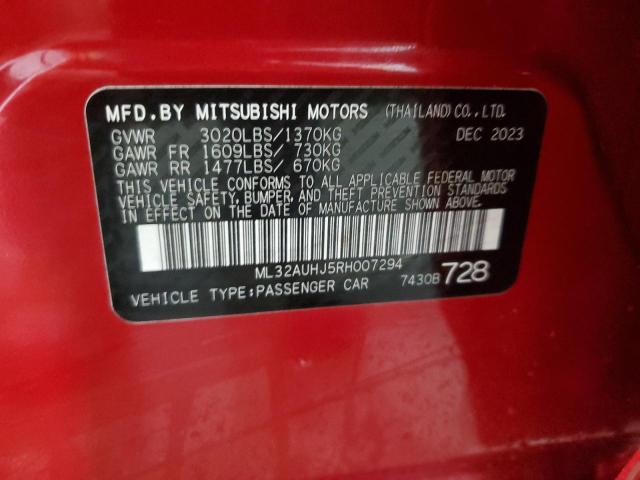 MFD.BY MITSUBISHI MOTORS (THAILAND) CO.,LTD.
GVWR 3020LBS/1370KG DEC 2023
GAWR FR 1609LBS/ 730KG
GAWR RR 1477LBS/ 670KG
THIS VEHICLE CONFORMS TO ALL APPLICABLE FEDERAL MOTOR
VEHICLE SAFETY, BUMPER, AND THEFT PREVENTION STANDARDS
IN EFFECT ON THE DATE OF MANUFACTURE SHOWN ABOVE.
ML32AUHJ5RH007294
VEHICLE TYPE:PASSENGER CAR 7430B 728